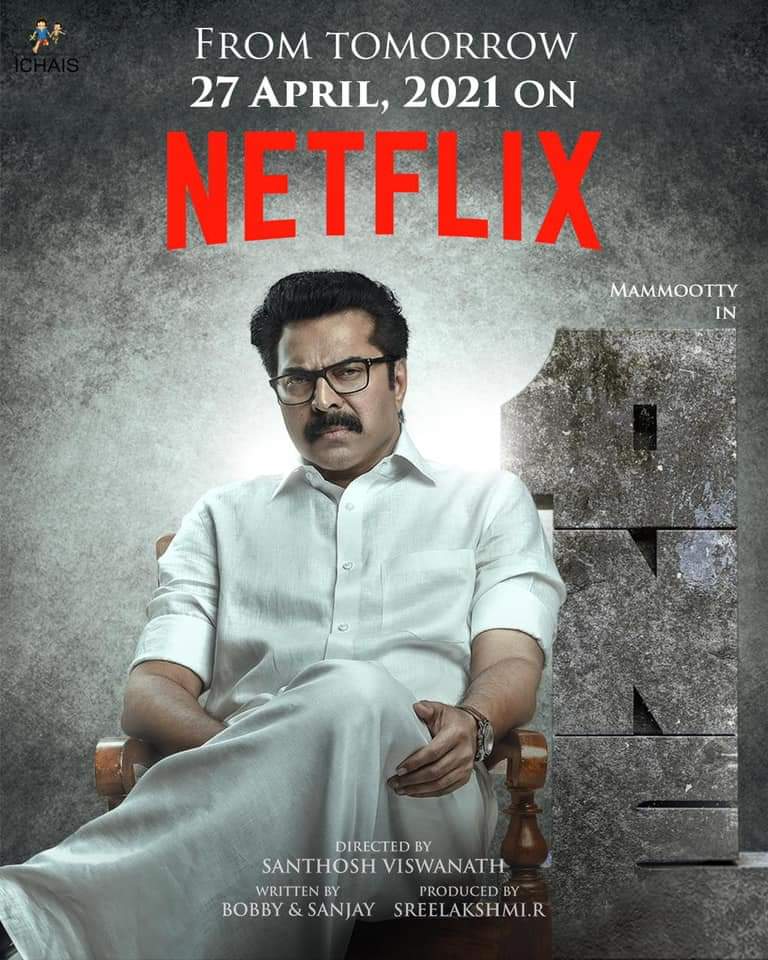 ICHAIS
FROM TOMORROW
27 APRIL, 2021 ON
NETFLIX
MAMMOOTTY
IN
ONE
DIRECTED BY
SANTHOSH VISWANATH
WRITTEN BY
BOBBY & SANJAY
PRODUCED BY
SREELAKSHMI.R